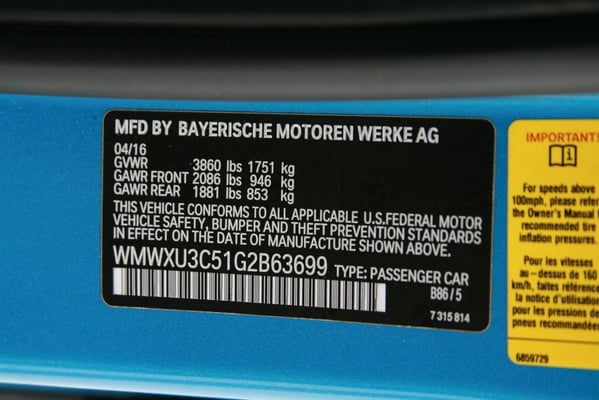 MFD BY BAYERISCHE MOTOREN WERKE AG
04/16
GVWR 3860 lbs 1751 kg
GAWR FRONT 2086 lbs 946 kg
GAWR REAR 1881 lbs 853 kg
THIS VEHICLE CONFORMS TO ALL APPLICABLE U.S.FEDERAL MOTOR
VEHICLE SAFETY, BUMPER AND THEFT PREVENTION STANDARDS
IN EFFECT ON THE DATE OF MANUFACTURE SHOWN ABOVE.
WMWXU3C51G2B63699 TYPE: PASSENGER CAR
B86/5
7 315 814
IMPORTANT!
For speeds above
100mph, please refer
the Owner's Manual f
recommended tire
inflation pressures.
Pour les vitesses
au-dessus de 160
km/h, faites référence
la notice d'utilisation
pour les pressions de
pneu recommandées
6859729